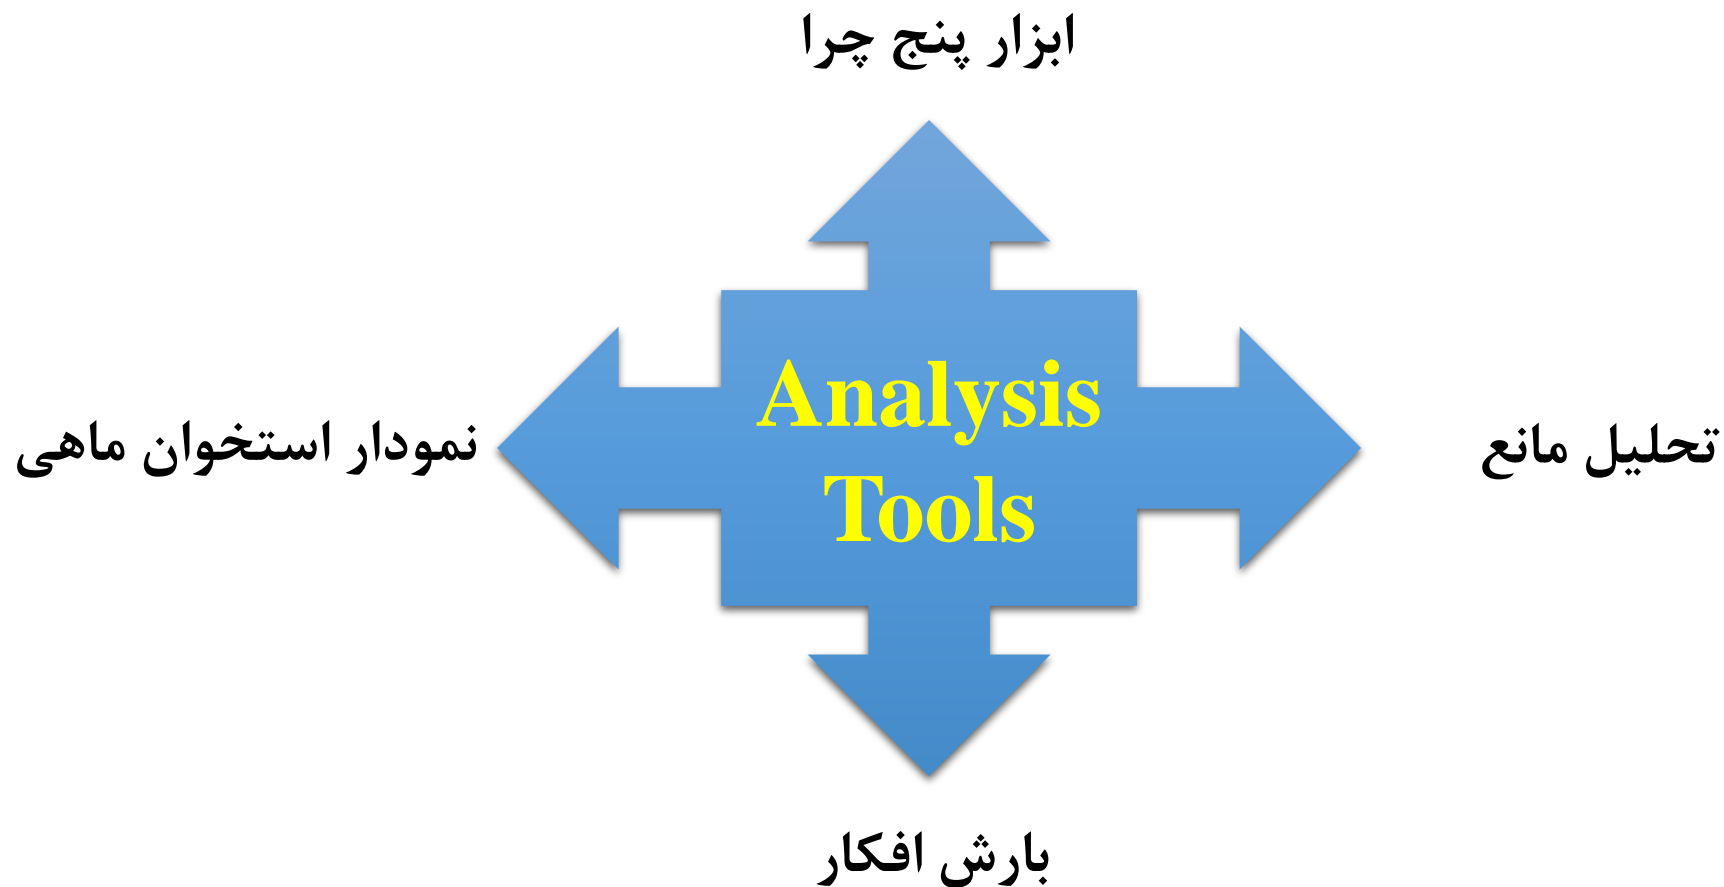 ابزار پنج چرا
Analysis
Tools
نمودار استخوان ماهی
تحلیل مانع
بارش افکار